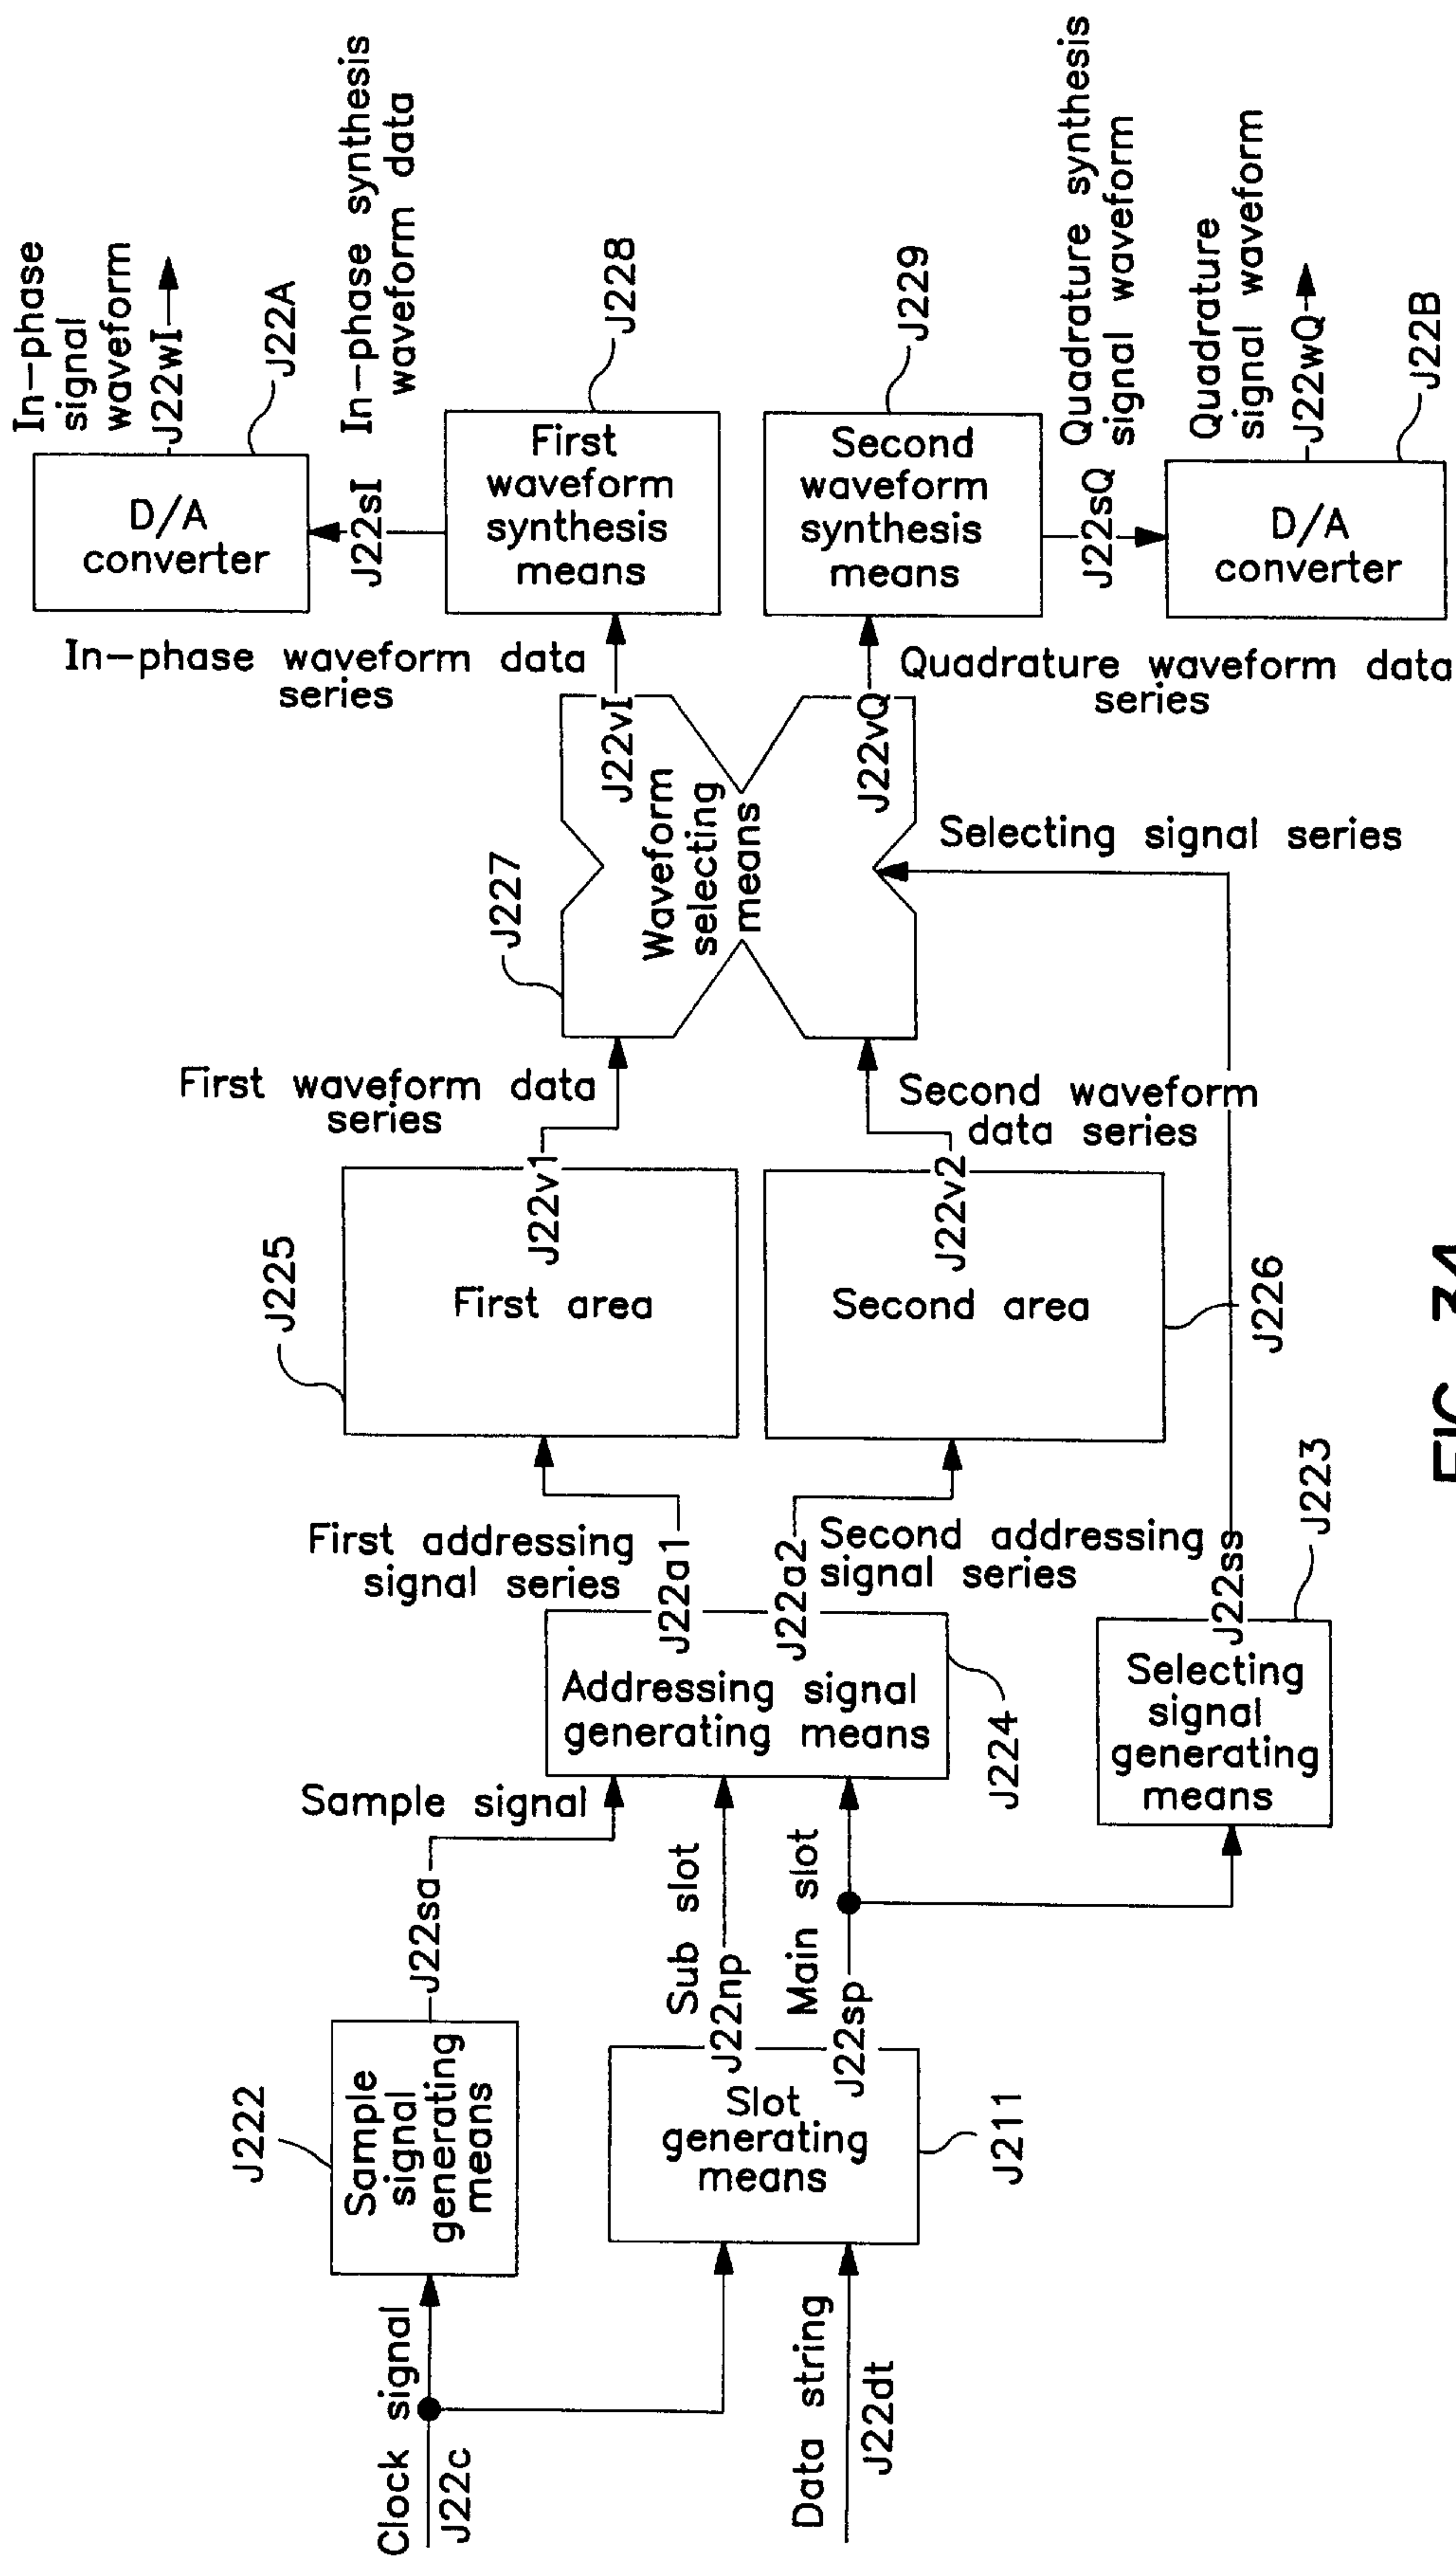 Clock signal
J22c
Data string
J22dt
J222
Sample
signal
generating
means
Slot
generating
means
J211
J22sa
Sample signal
Sub slot
J22np
Main slot
J22sp
Addressing signal
generating means
J224
J22a1
J22a2
First addressing
signal series
Second addressing
signal series
Selecting
signal
generating
means
J223
J22ss
J225
First area
J22v1
Second area
J22v2
J226
First waveform data
series
Second waveform
data series
J227
Waveform
selecting
means
J22vI
J22vQ
Selecting signal series
In-phase waveform data
series
Quadrature waveform data
series
First
waveform
synthesis
means
J228
Second
waveform
synthesis
means
J229
J22sI
In-phase synthesis
waveform data
J22sQ
Quadrature synthesis
signal waveform
D/A
converter
J22A
In-phase
signal
waveform
J22wI
D/A
converter
J22B
Quadrature
signal waveform
J22wQ